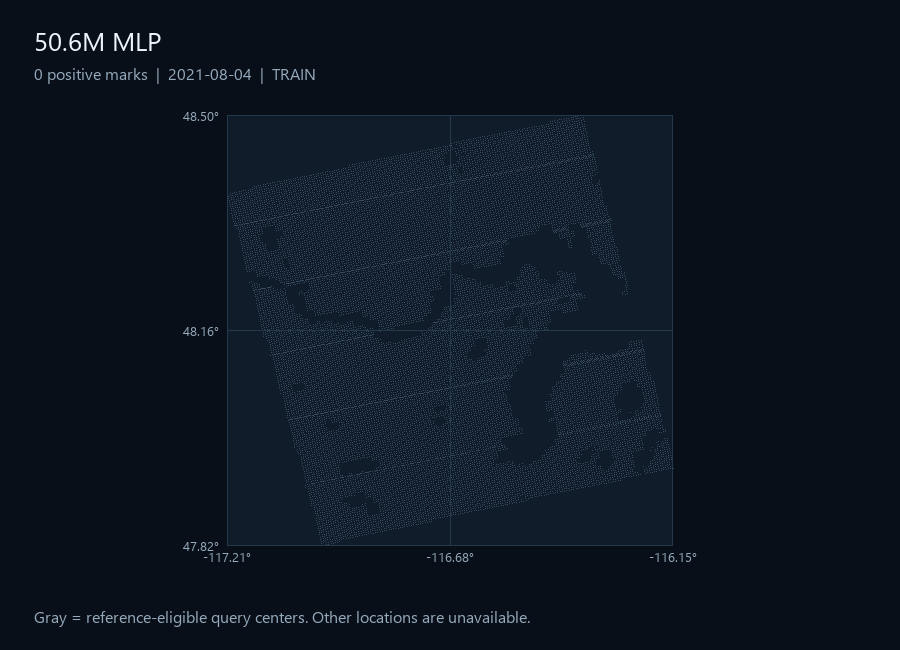 50.6M MLP
0 positive marks | 2021-08-04 | TRAIN
48.50°
48.16°
47.82°
-117.21°
-116.68°
-116.15°
Gray = reference-eligible query centers. Other locations are unavailable.